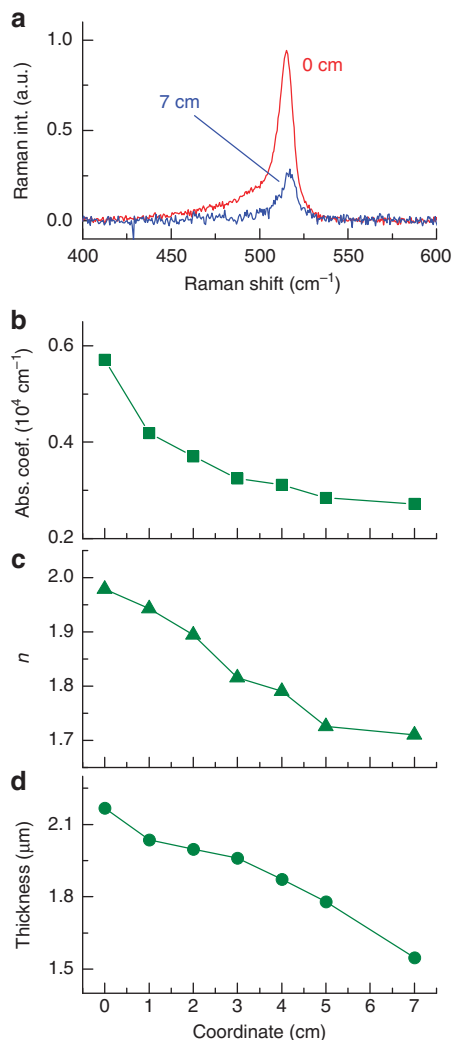 a
Raman int. (a.u.)
1.0
0.5
0.0
0 cm
7 cm
400 450 500 550 600
Raman shift (cm⁻¹)
b
Abs. coef. (10⁴ cm⁻¹)
0.6
0.4
0.2
c
n
2.0
1.9
1.8
1.7
d
Thickness (μm)
2.1
1.8
1.5
0 1 2 3 4 5 6 7
Coordinate (cm)